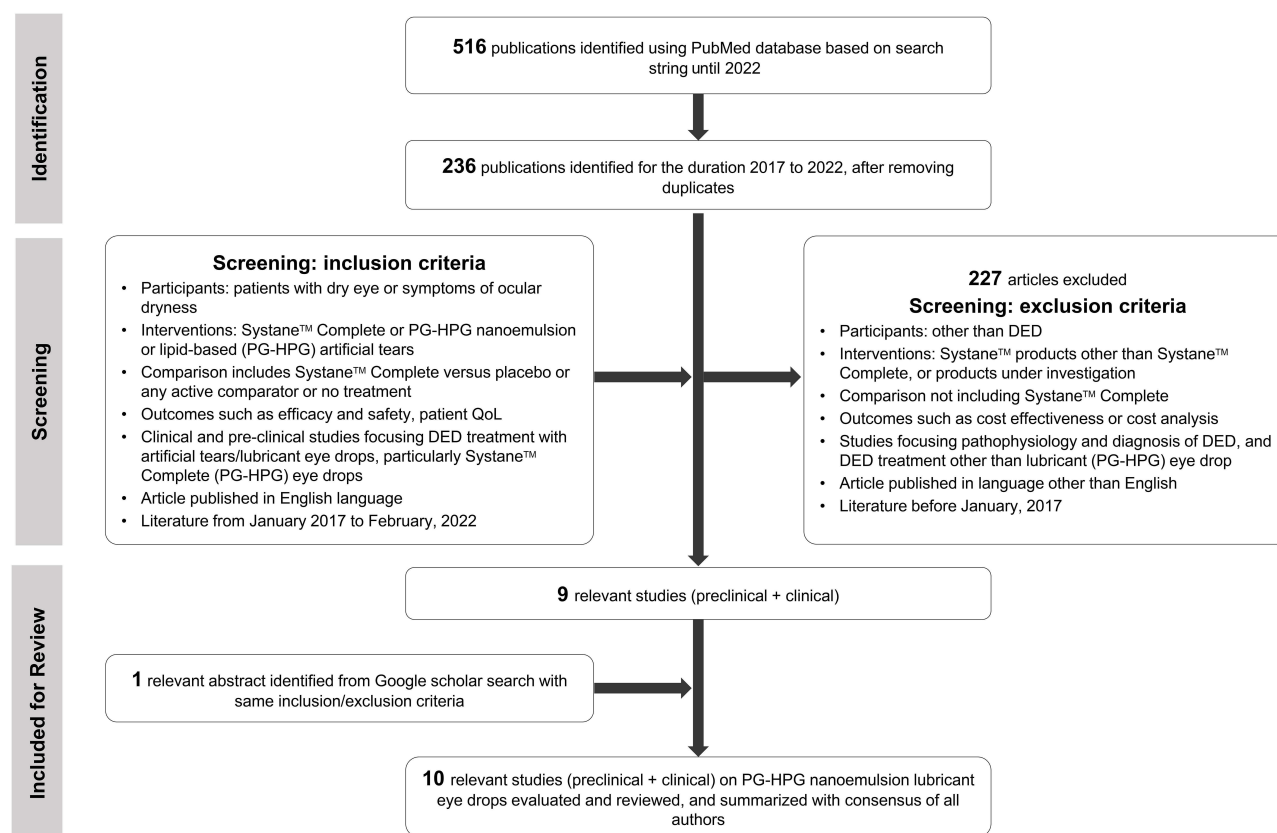 Identification
516 publications identified using PubMed database based on search
string until 2022
236 publications identified for the duration 2017 to 2022, after removing
duplicates
Screening
Screening: inclusion criteria
• Participants: patients with dry eye or symptoms of ocular
dryness
• Interventions: Systane™ Complete or PG-HPG nanoemulsion
or lipid-based (PG-HPG) artificial tears
• Comparison includes Systane™ Complete versus placebo or
any active comparator or no treatment
• Outcomes such as efficacy and safety, patient QoL
• Clinical and pre-clinical studies focusing DED treatment with
artificial tears/lubricant eye drops, particularly Systane™
Complete (PG-HPG) eye drops
• Article published in English language
• Literature from January 2017 to February, 2022
227 articles excluded
Screening: exclusion criteria
• Participants: other than DED
• Interventions: Systane™ products other than Systane™
Complete, or products under investigation
• Comparison not including Systane™ Complete
• Outcomes such as cost effectiveness or cost analysis
• Studies focusing pathophysiology and diagnosis of DED, and
DED treatment other than lubricant (PG-HPG) eye drop
• Article published in language other than English
• Literature before January, 2017
Included for Review
9 relevant studies (preclinical + clinical)
1 relevant abstract identified from Google scholar search with
same inclusion/exclusion criteria
10 relevant studies (preclinical + clinical) on PG-HPG nanoemulsion lubricant
eye drops evaluated and reviewed, and summarized with consensus of all
authors